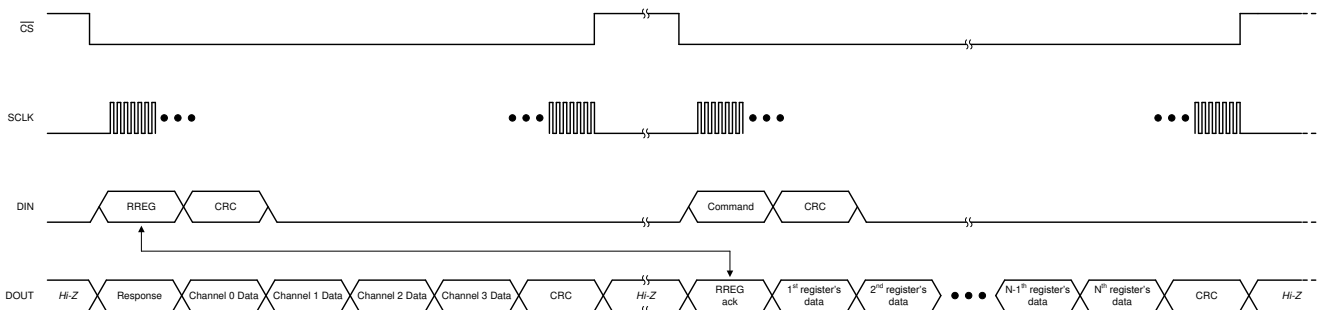 CS
SCLK
DIN
RREG
CRC
Command
CRC
DOUT
Hi-Z
Response
Channel 0 Data
Channel 1 Data
Channel 2 Data
Channel 3 Data
CRC
Hi-Z
RREG
ack
1st register's
data
2nd register's
data
N-1th register's
data
Nth register's
data
CRC
Hi-Z